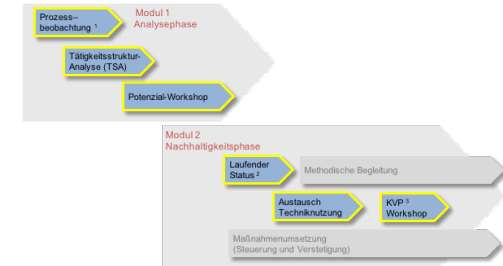 Prozess–
beobachtung ¹
Modul 1
Analysephase
Tätigkeitsstruktur-
Analyse (TSA)
Potenzial-Workshop
Modul 2
Nachhaltigkeitsphase
Laufender
Status ²
Methodische Begleitung
Austausch
Techniknutzung
KVP ³
Workshop
Maßnahmenumsetzung
(Steuerung und Verstetigung)